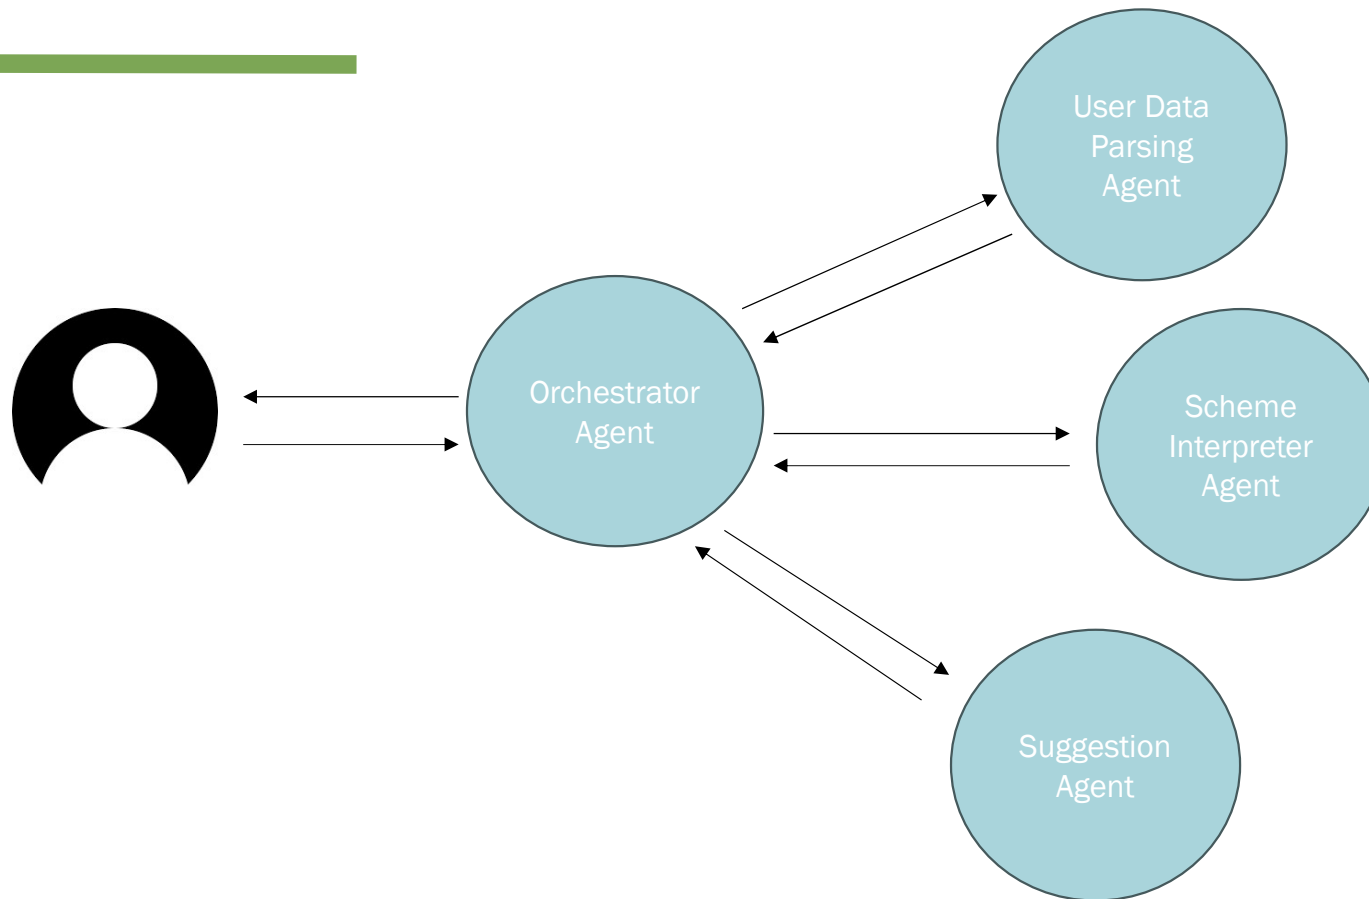 User Data
Parsing
Agent
Orchestrator
Agent
Scheme
Interpreter
Agent
Suggestion
Agent